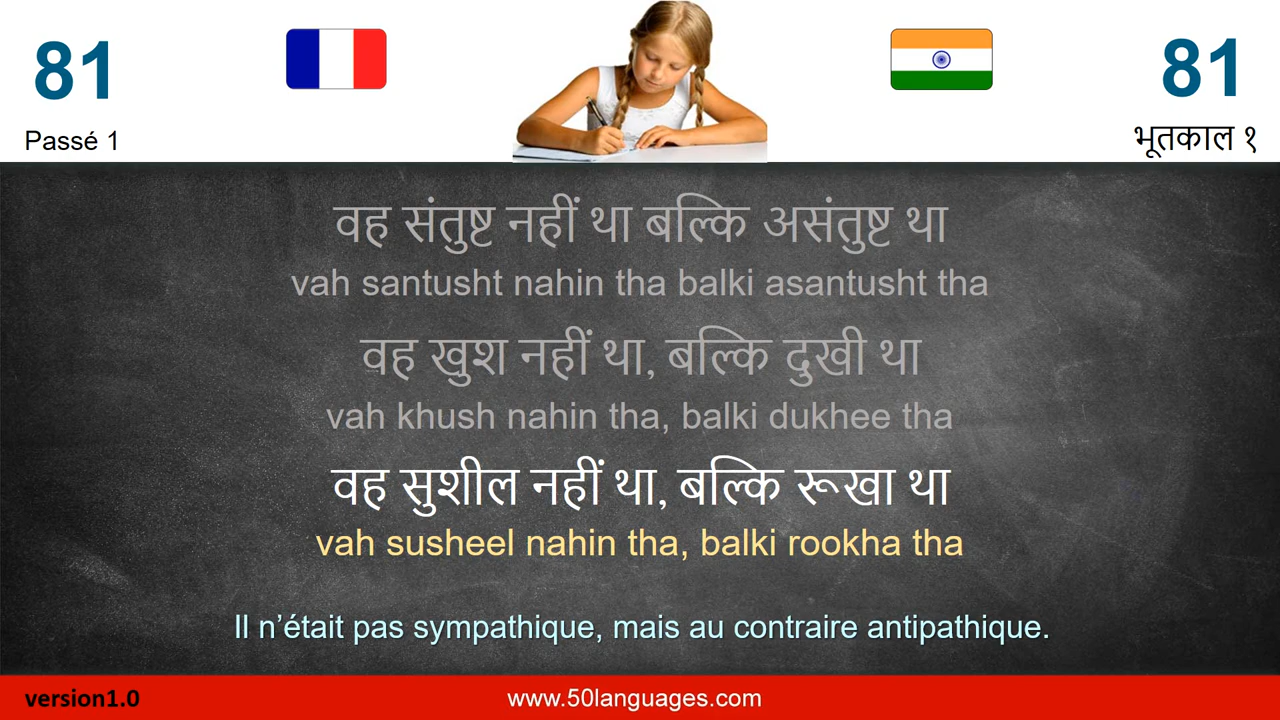 81
Passé 1
81
भूतकाल १
वह संतुष्ट नहीं था बल्कि असंतुष्ट था
vah santusht nahin tha balki asantusht tha
वह खुश नहीं था, बल्कि दुखी था
vah khush nahin tha, balki dukhee tha
वह सुशील नहीं था, बल्कि रूखा था
vah susheel nahin tha, balki rookha tha
Il n’était pas sympathique, mais au contraire antipathique.
version1.0
www.50languages.com